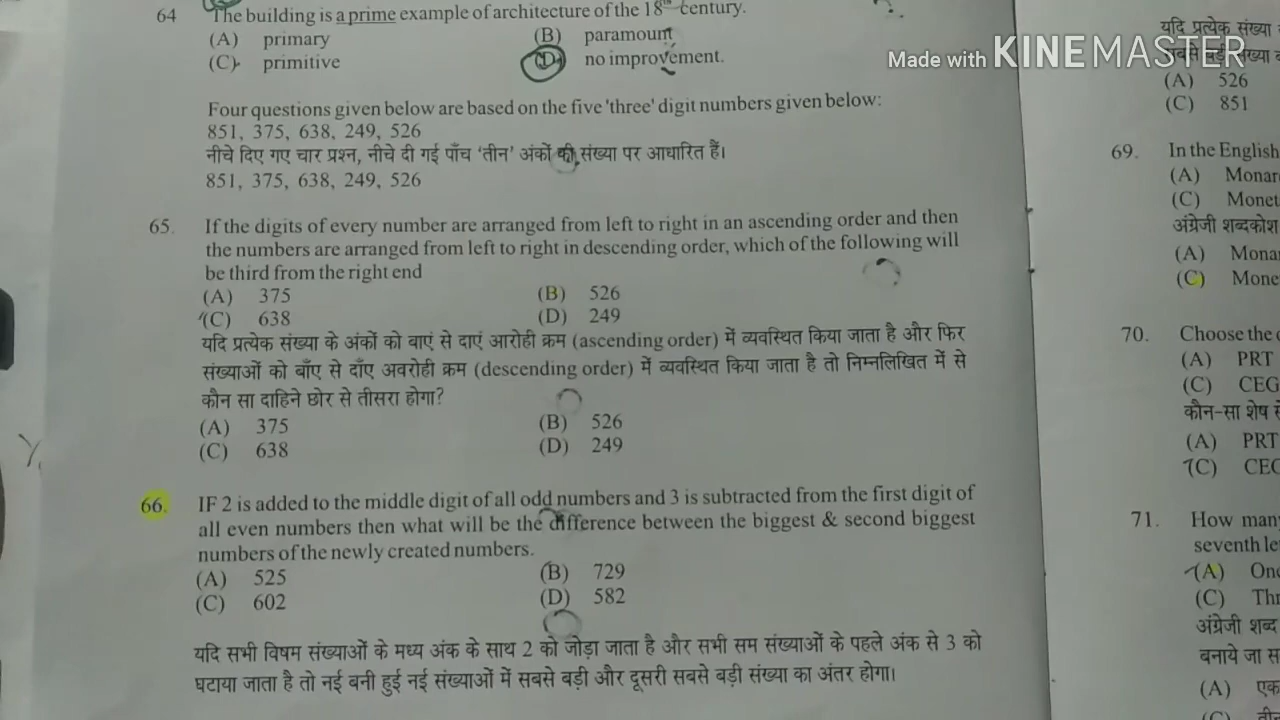 64 The building is a prime example of architecture of the 18th century.
(A) primary (B) paramount
(C) primitive (D) no improvement.
Made with KINEMASTER
Four questions given below are based on the five 'three' digit numbers given below:
851, 375, 638, 249, 526
नीचे दिए गए चार प्रश्न, नीचे दी गई पाँच ‘तीन’ अंकों की संख्या पर आधारित हैं।
851, 375, 638, 249, 526
65. If the digits of every number are arranged from left to right in an ascending order and then
the numbers are arranged from left to right in descending order, which of the following will
be third from the right end
(A) 375 (B) 526
(C) 638 (D) 249
यदि प्रत्येक संख्या के अंकों को बाएं से दाएं आरोही क्रम (ascending order) में व्यवस्थित किया जाता है और फिर
संख्याओं को बाँए से दाँए अवरोही क्रम (descending order) में व्यवस्थित किया जाता है तो निम्नलिखित में से
कौन सा दाहिने छोर से तीसरा होगा?
(A) 375 (B) 526
(C) 638 (D) 249
66. IF 2 is added to the middle digit of all odd numbers and 3 is subtracted from the first digit of
all even numbers then what will be the difference between the biggest & second biggest
numbers of the newly created numbers.
(A) 525 (B) 729
(C) 602 (D) 582
यदि सभी विषम संख्याओं के मध्य अंक के साथ 2 को जोड़ा जाता है और सभी सम संख्याओं के पहले अंक से 3 को
घटाया जाता है तो नई बनी हुई नई संख्याओं में सबसे बड़ी और दूसरी सबसे बड़ी संख्या का अंतर होगा।
यदि प्रत्येक संख्या
(A) 526
(C) 851
69. In the English
(A) Monar
(C) Monet
अंग्रेजी शब्दकोश
(A) Mona
(C) Mone
70. Choose the
(A) PRT
(C) CEG
कौन-सा शेष
(A) PRT
(C) CEG
71. How many
seventh le
(A) One
(C) Thr
अंग्रेजी शब्द
बनाये जा स
(A) एक